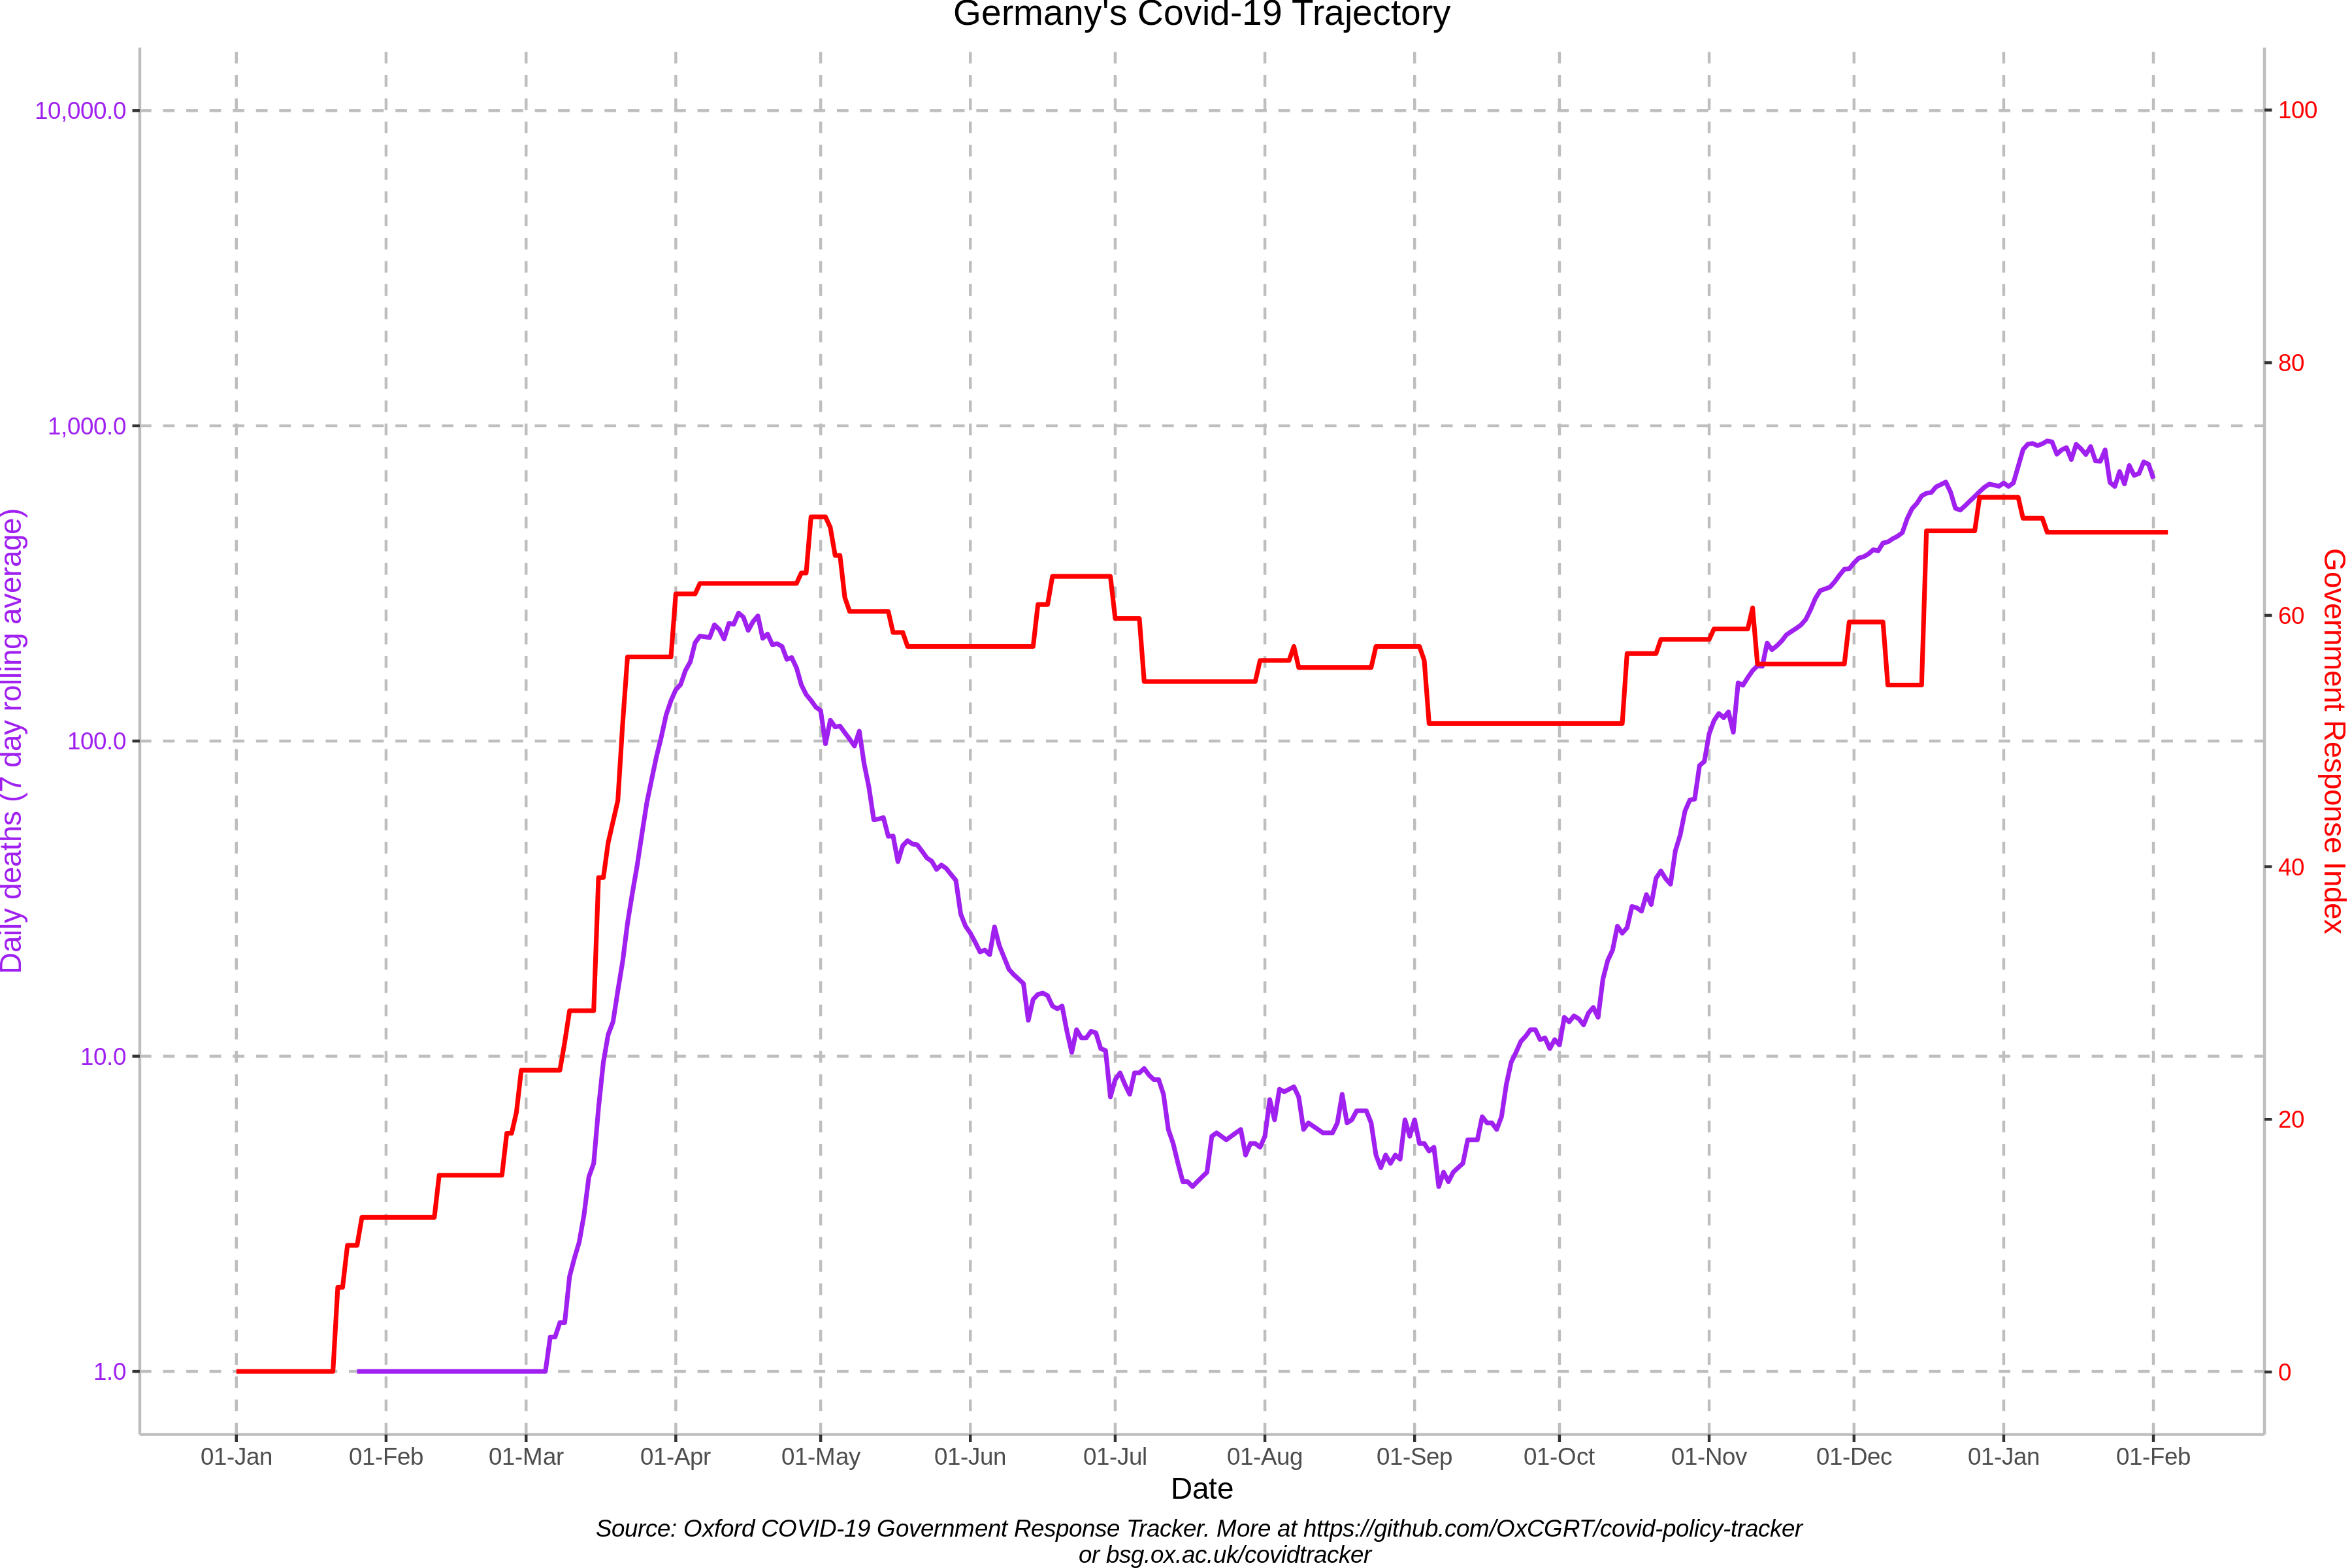 Germany's Covid-19 Trajectory
Daily deaths (7 day rolling average)
10,000.0
1,000.0
100.0
10.0
1.0
100
80
60
40
20
0
Government Response Index
01-Jan
01-Feb
01-Mar
01-Apr
01-May
01-Jun
01-Jul
01-Aug
01-Sep
01-Oct
01-Nov
01-Dec
01-Jan
01-Feb
Date
Source: Oxford COVID-19 Government Response Tracker. More at https://github.com/OxCGRT/covid-policy-tracker
or bsg.ox.ac.uk/covidtracker